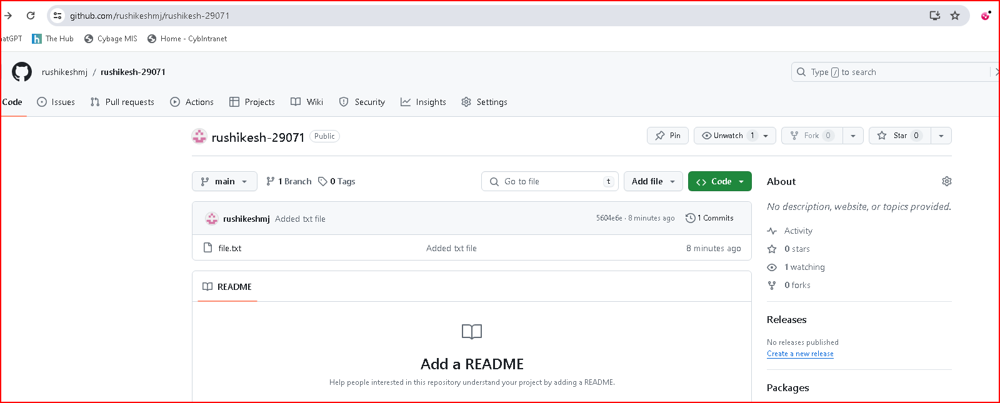 github.com/rushikeshmj/rushikesh-29071
hatGPT The Hub Cybage MIS Home - CybIntranet
rushikeshmj / rushikesh-29071
Type / to search
Code Issues Pull requests Actions Projects Wiki Security Insights Settings
rushikesh-29071 Public
Pin Unwatch 1 Fork 0 Star 0
main 1 Branch 0 Tags Go to file t Add file Code
rushikeshmj Added txt file 5604e6e · 8 minutes ago 1 Commits
file.txt Added txt file 8 minutes ago
README
Add a README
Help people interested in this repository understand your project by adding a README.
About
No description, website, or topics provided.
Activity
0 stars
1 watching
0 forks
Releases
No releases published
Create a new release
Packages